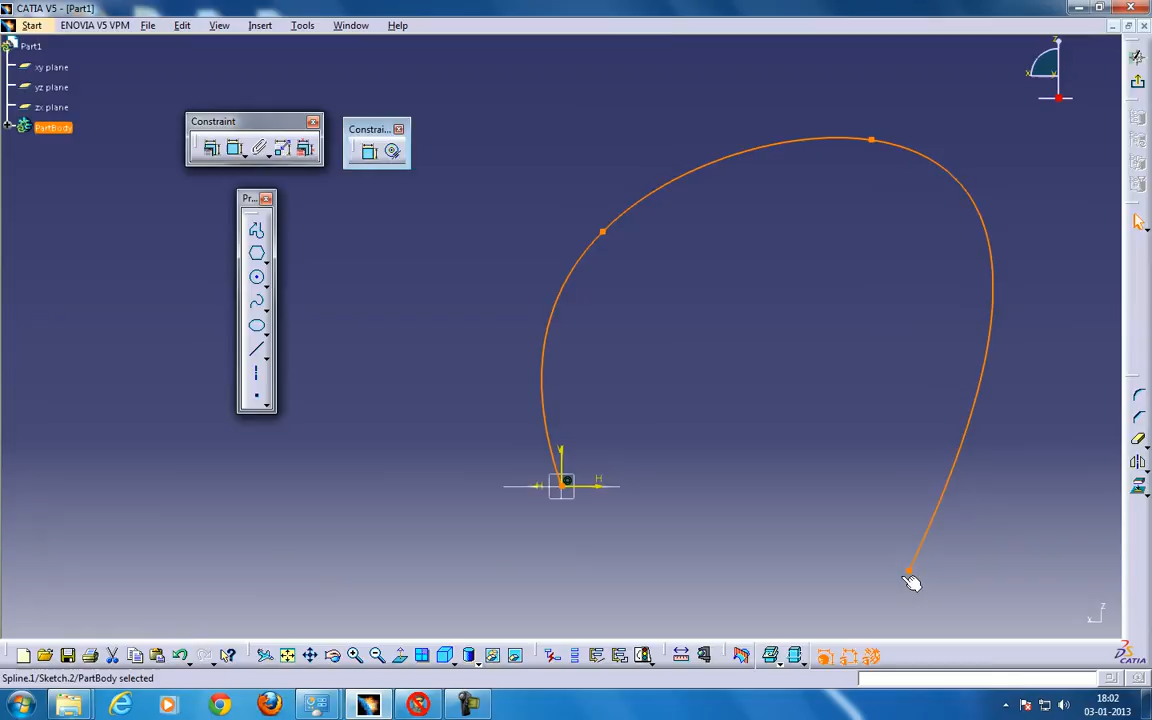 CATIA V5 - [Part1]
Start ENOVIA V5 VPM File Edit View Insert Tools Window Help
Part1
xy plane
yz plane
zx plane
PartBody
Constraint
Constrai...
Pr...
z
x y
V
H
z
x
CATIA
Spline.1/Sketch.2/PartBody selected
18:02
03-01-2013